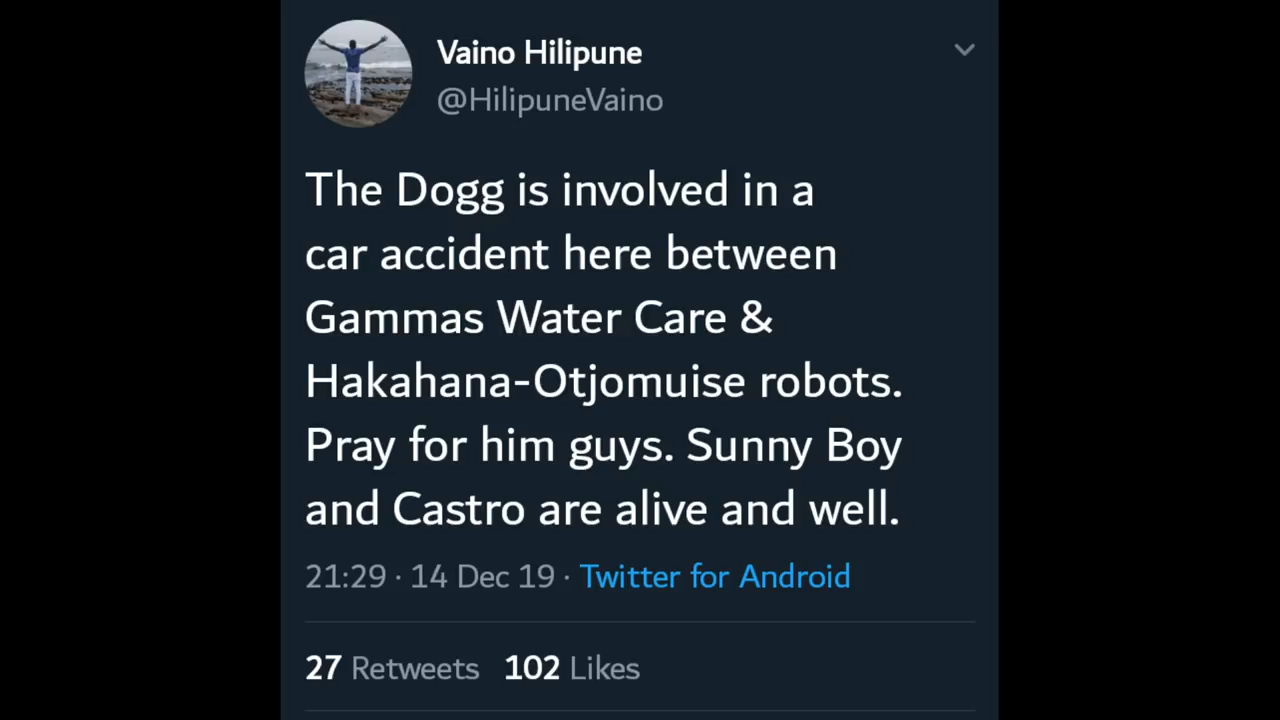 Vaino Hilipune
@HilipuneVaino
The Dogg is involved in a
car accident here between
Gammas Water Care &
Hakahana-Otjomuise robots.
Pray for him guys. Sunny Boy
and Castro are alive and well.
21:29 · 14 Dec 19 · Twitter for Android
27 Retweets 102 Likes